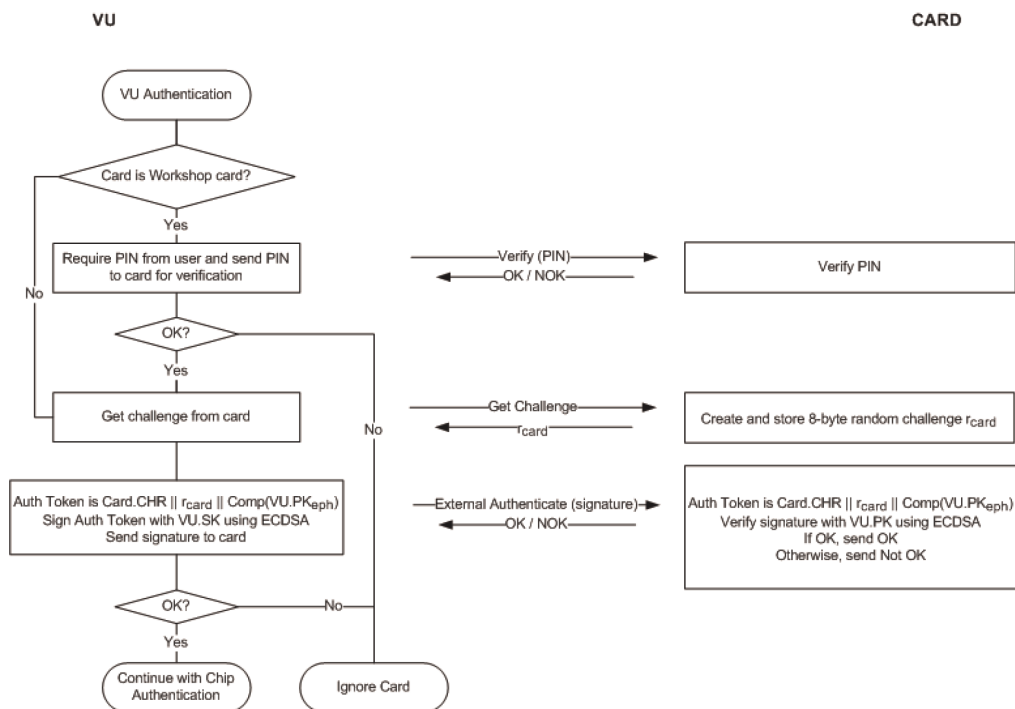 VU
CARD
VU Authentication
Card is Workshop card?
Yes
Require PIN from user and send PIN
to card for verification
Verify (PIN)
OK / NOK
Verify PIN
No
OK?
Yes
Get challenge from card
No
Get Challenge
rcard
Create and store 8-byte random challenge rcard
Auth Token is Card.CHR || rcard || Comp(VU.PKeph)
Sign Auth Token with VU.SK using ECDSA
Send signature to card
External Authenticate (signature)
OK / NOK
Auth Token is Card.CHR || rcard || Comp(VU.PKeph)
Verify signature with VU.PK using ECDSA
If OK, send OK
Otherwise, send Not OK
OK?
No
Yes
Continue with Chip
Authentication
Ignore Card